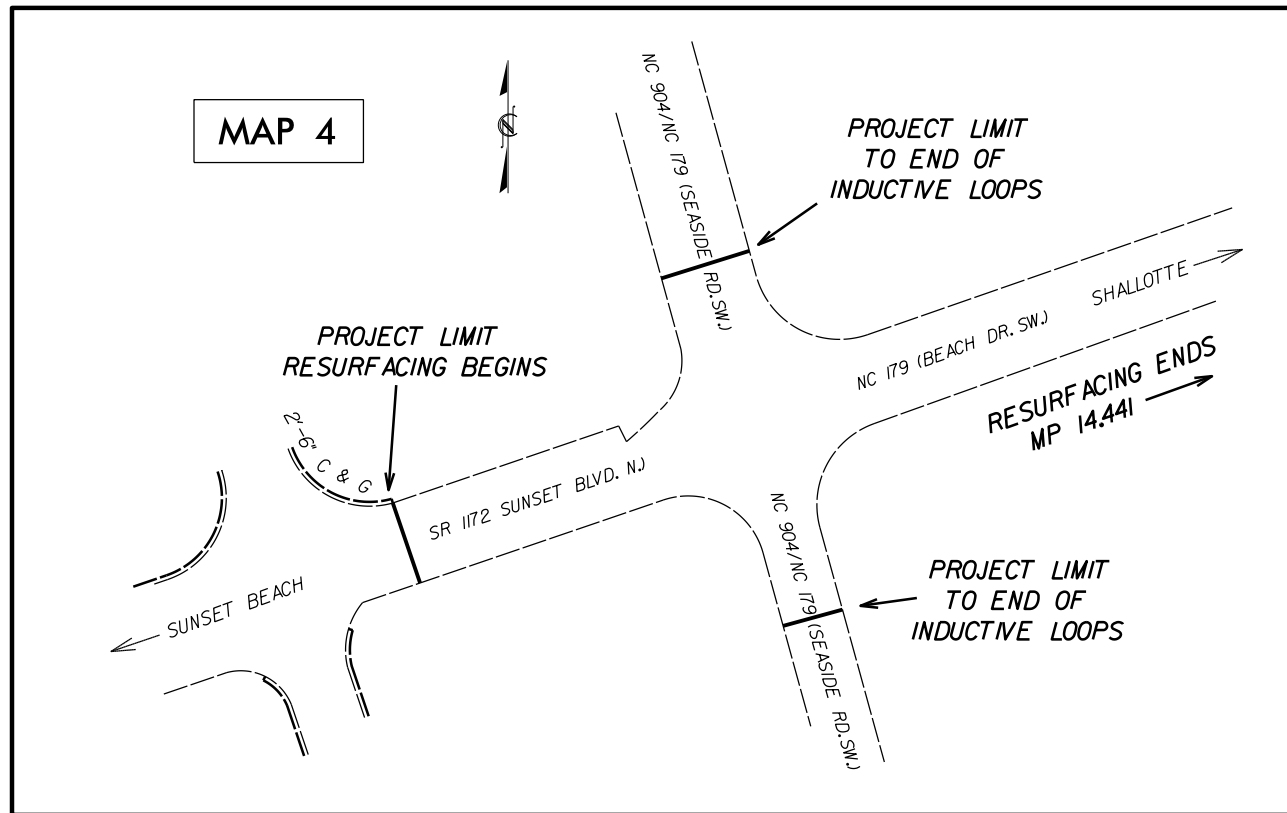 MAP 4
NC 904/NC 179 (SEASIDE RD.SW.)
PROJECT LIMIT
TO END OF
INDUCTIVE LOOPS
SHALLOTTE
NC 179 (BEACH DR. SW.)
RESURFACING ENDS
MP 14.441
PROJECT LIMIT
RESURFACING BEGINS
2'-6" C & G
SR 1172 SUNSET BLVD. N.)
SUNSET BEACH
NC 904/NC 179 (SEASIDE RD.SW.)
PROJECT LIMIT
TO END OF
INDUCTIVE LOOPS